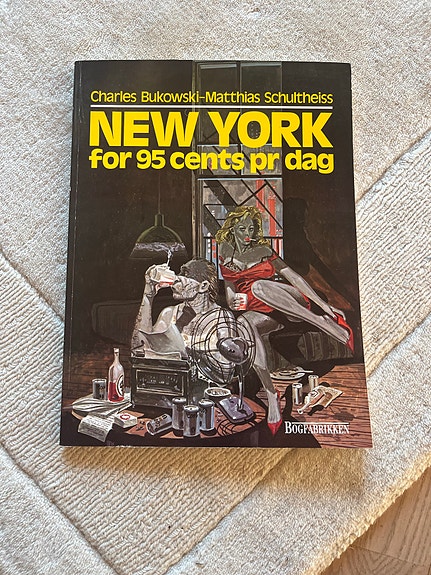 Charles Bukowski-Matthias Schultheiss
NEW YORK
for 95 cents pr dag
BOGFABRIKKEN